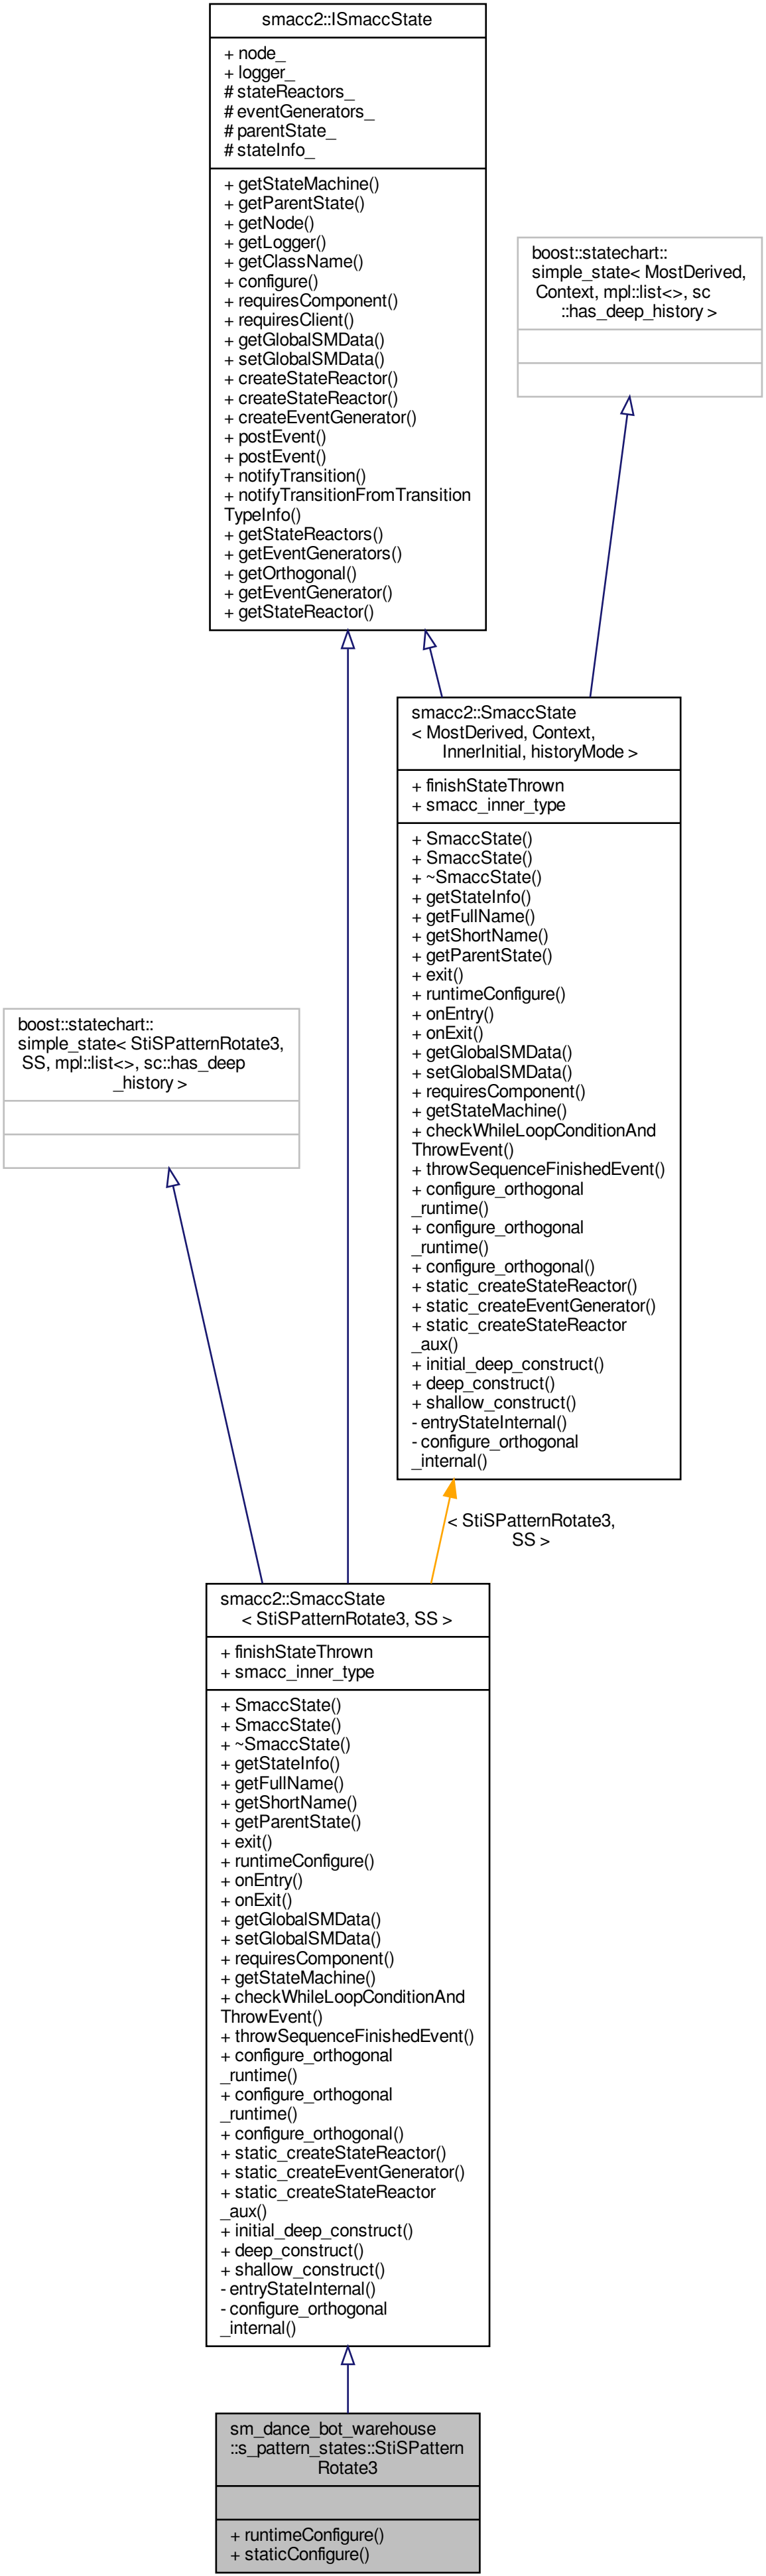 smacc2::ISmaccState
+ node_
+ logger_
# stateReactors_
# eventGenerators_
# parentState_
# stateInfo_
+ getStateMachine()
+ getParentState()
+ getNode()
+ getLogger()
+ getClassName()
+ configure()
+ requiresComponent()
+ requiresClient()
+ getGlobalSMData()
+ setGlobalSMData()
+ createStateReactor()
+ createStateReactor()
+ createEventGenerator()
+ postEvent()
+ postEvent()
+ notifyTransition()
+ notifyTransitionFromTransition
TypeInfo()
+ getStateReactors()
+ getEventGenerators()
+ getOrthogonal()
+ getEventGenerator()
+ getStateReactor()
boost::statechart::
simple_state< MostDerived,
Context, mpl::list<>, sc
::has_deep_history >
smacc2::SmaccState
< MostDerived, Context,
InnerInitial, historyMode >
+ finishStateThrown
+ smacc_inner_type
+ SmaccState()
+ SmaccState()
+ ~SmaccState()
+ getStateInfo()
+ getFullName()
+ getShortName()
+ getParentState()
+ exit()
+ runtimeConfigure()
+ onEntry()
+ onExit()
+ getGlobalSMData()
+ setGlobalSMData()
+ requiresComponent()
+ getStateMachine()
+ checkWhileLoopConditionAnd
ThrowEvent()
+ throwSequenceFinishedEvent()
+ configure_orthogonal
_runtime()
+ configure_orthogonal
_runtime()
+ configure_orthogonal()
+ static_createStateReactor()
+ static_createEventGenerator()
+ static_createStateReactor
_aux()
+ initial_deep_construct()
+ deep_construct()
+ shallow_construct()
- entryStateInternal()
- configure_orthogonal
_internal()
boost::statechart::
simple_state< StiSPatternRotate3,
SS, mpl::list<>, sc::has_deep
_history >
< StiSPatternRotate3,
SS >
smacc2::SmaccState
< StiSPatternRotate3, SS >
+ finishStateThrown
+ smacc_inner_type
+ SmaccState()
+ SmaccState()
+ ~SmaccState()
+ getStateInfo()
+ getFullName()
+ getShortName()
+ getParentState()
+ exit()
+ runtimeConfigure()
+ onEntry()
+ onExit()
+ getGlobalSMData()
+ setGlobalSMData()
+ requiresComponent()
+ getStateMachine()
+ checkWhileLoopConditionAnd
ThrowEvent()
+ throwSequenceFinishedEvent()
+ configure_orthogonal
_runtime()
+ configure_orthogonal
_runtime()
+ configure_orthogonal()
+ static_createStateReactor()
+ static_createEventGenerator()
+ static_createStateReactor
_aux()
+ initial_deep_construct()
+ deep_construct()
+ shallow_construct()
- entryStateInternal()
- configure_orthogonal
_internal()
sm_dance_bot_warehouse
::s_pattern_states::StiSPattern
Rotate3
+ runtimeConfigure()
+ staticConfigure()